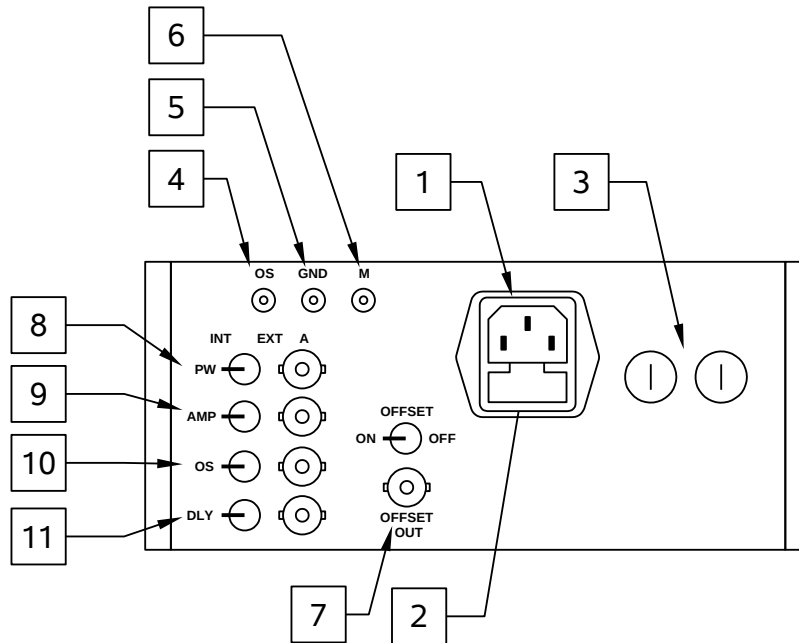 6
5
4
1
3
OS GND M
8
INT EXT A
PW
9
AMP
OFFSET
ON OFF
10
OS
11
DLY
OFFSET
OUT
7
2